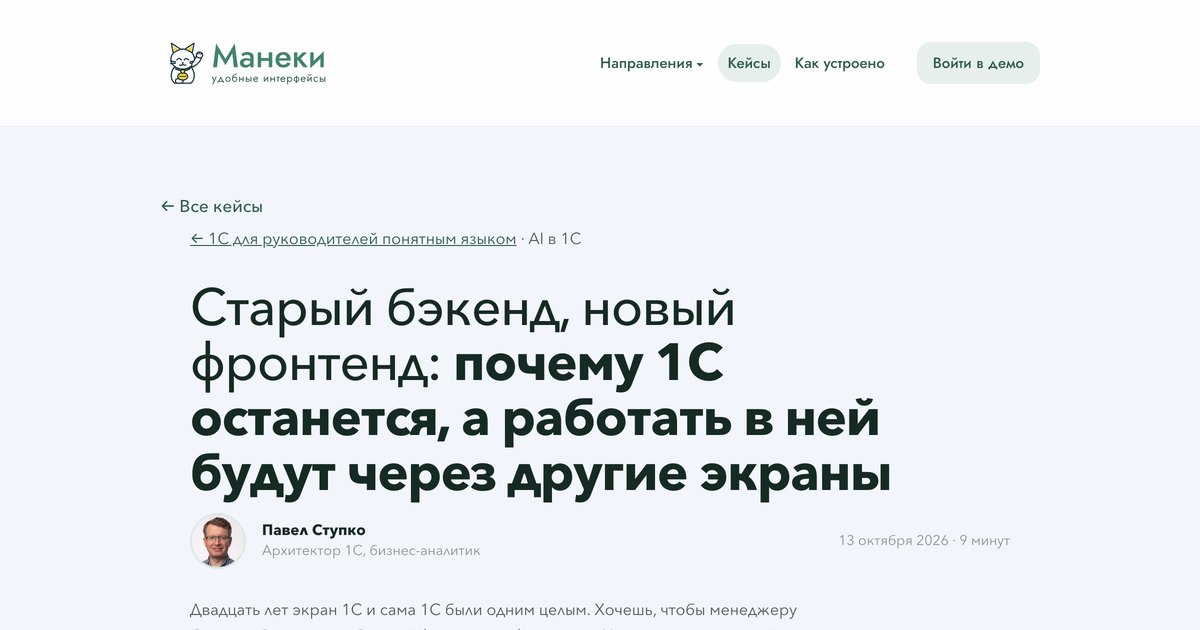 Манеки
удобные интерфейсы
Направления
Кейсы
Как устроено
Войти в демо
← Все кейсы
← 1С для руководителей понятным языком · AI в 1С
Старый бэкенд, новый
фронтенд: почему 1С
останется, а работать в ней
будут через другие экраны
Павел Ступко
Архитектор 1С, бизнес-аналитик
13 октября 2026 · 9 минут
Двадцать лет экран 1С и сама 1С были одним целым. Хочешь, чтобы менеджеру